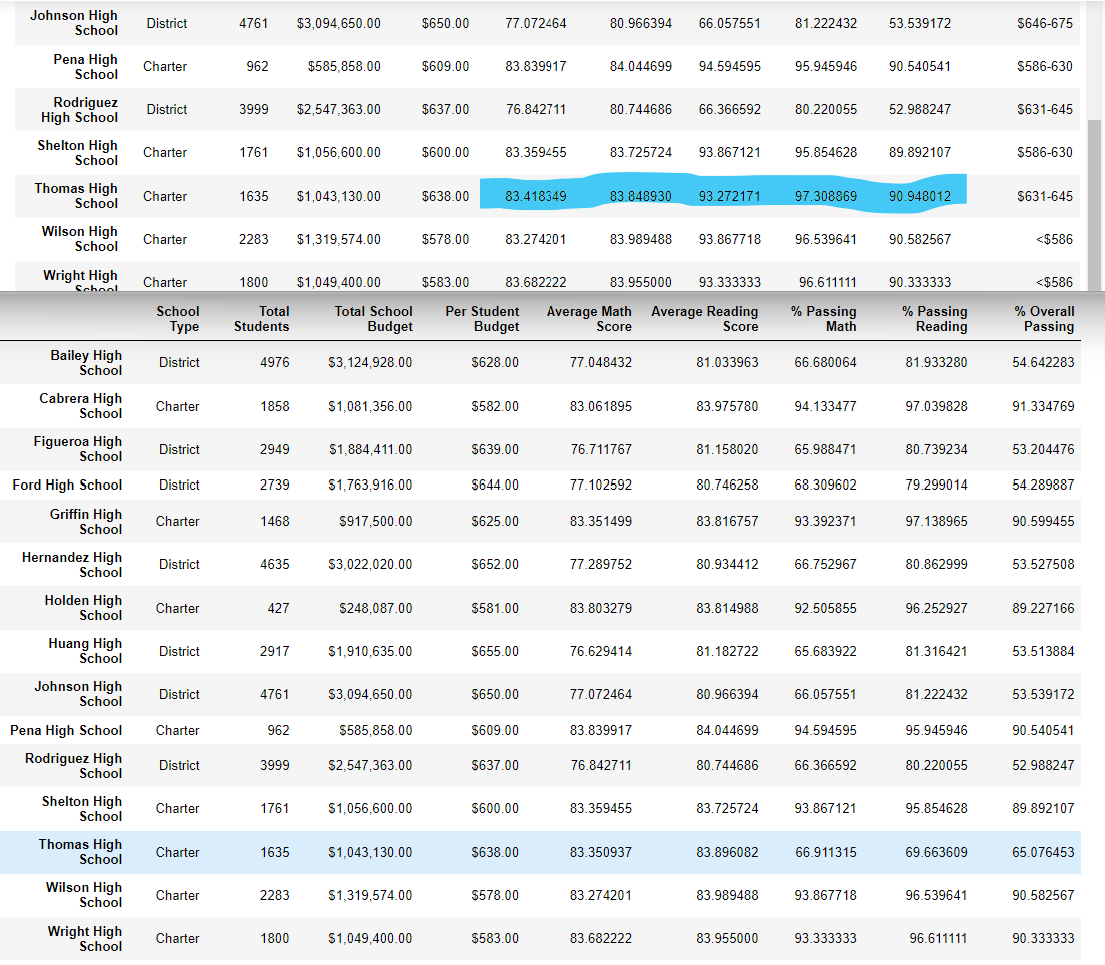 Johnson High School District 4761 $3,094,650.00 $650.00 77.072464 80.966394 66.057551 81.222432 53.539172 $646-675
Pena High School Charter 962 $585,858.00 $609.00 83.839917 84.044699 94.594595 95.945946 90.540541 $586-630
Rodriguez High School District 3999 $2,547,363.00 $637.00 76.842711 80.744686 66.366592 80.220055 52.988247 $631-645
Shelton High School Charter 1761 $1,056,600.00 $600.00 83.359455 83.725724 93.867121 95.854628 89.892107 $586-630
Thomas High School Charter 1635 $1,043,130.00 $638.00 83.418349 83.848930 93.272171 97.308869 90.948012 $631-645
Wilson High School Charter 2283 $1,319,574.00 $578.00 83.274201 83.989488 93.867718 96.539641 90.582567 <$586
Wright High School Charter 1800 $1,049,400.00 $583.00 83.682222 83.955000 93.333333 96.611111 90.333333 <$586
School Type Total Students Total School Budget Per Student Budget Average Math Score Average Reading Score % Passing Math % Passing Reading % Overall Passing
Bailey High School District 4976 $3,124,928.00 $628.00 77.048432 81.033963 66.680064 81.933280 54.642283
Cabrera High School Charter 1858 $1,081,356.00 $582.00 83.061895 83.975780 94.133477 97.039828 91.334769
Figueroa High School District 2949 $1,884,411.00 $639.00 76.711767 81.158020 65.988471 80.739234 53.204476
Ford High School District 2739 $1,763,916.00 $644.00 77.102592 80.746258 68.309602 79.299014 54.289887
Griffin High School Charter 1468 $917,500.00 $625.00 83.351499 83.816757 93.392371 97.138965 90.599455
Hernandez High School District 4635 $3,022,020.00 $652.00 77.289752 80.934412 66.752967 80.862999 53.527508
Holden High School Charter 427 $248,087.00 $581.00 83.803279 83.814988 92.505855 96.252927 89.227166
Huang High School District 2917 $1,910,635.00 $655.00 76.629414 81.182722 65.683922 81.316421 53.513884
Johnson High School District 4761 $3,094,650.00 $650.00 77.072464 80.966394 66.057551 81.222432 53.539172
Pena High School Charter 962 $585,858.00 $609.00 83.839917 84.044699 94.594595 95.945946 90.540541
Rodriguez High School District 3999 $2,547,363.00 $637.00 76.842711 80.744686 66.366592 80.220055 52.988247
Shelton High School Charter 1761 $1,056,600.00 $600.00 83.359455 83.725724 93.867121 95.854628 89.892107
Thomas High School Charter 1635 $1,043,130.00 $638.00 83.350937 83.896082 66.911315 69.663609 65.076453
Wilson High School Charter 2283 $1,319,574.00 $578.00 83.274201 83.989488 93.867718 96.539641 90.582567
Wright High School Charter 1800 $1,049,400.00 $583.00 83.682222 83.955000 93.333333 96.611111 90.333333